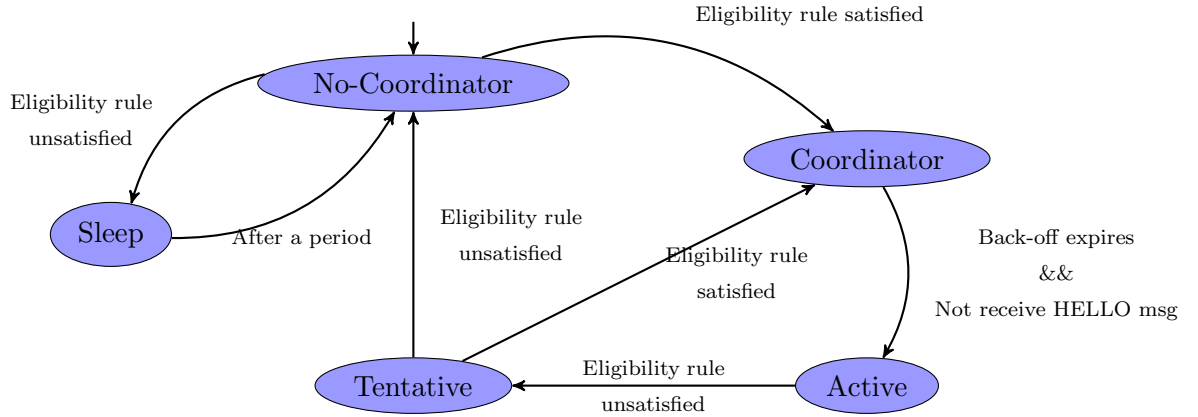 Eligibility rule satisfied
No-Coordinator
Eligibility rule
unsatisfied
Coordinator
Sleep
After a period
Eligibility rule
unsatisfied
Eligibility rule
satisfied
Back-off expires
&&
Not receive HELLO msg
Tentative
Eligibility rule
unsatisfied
Active